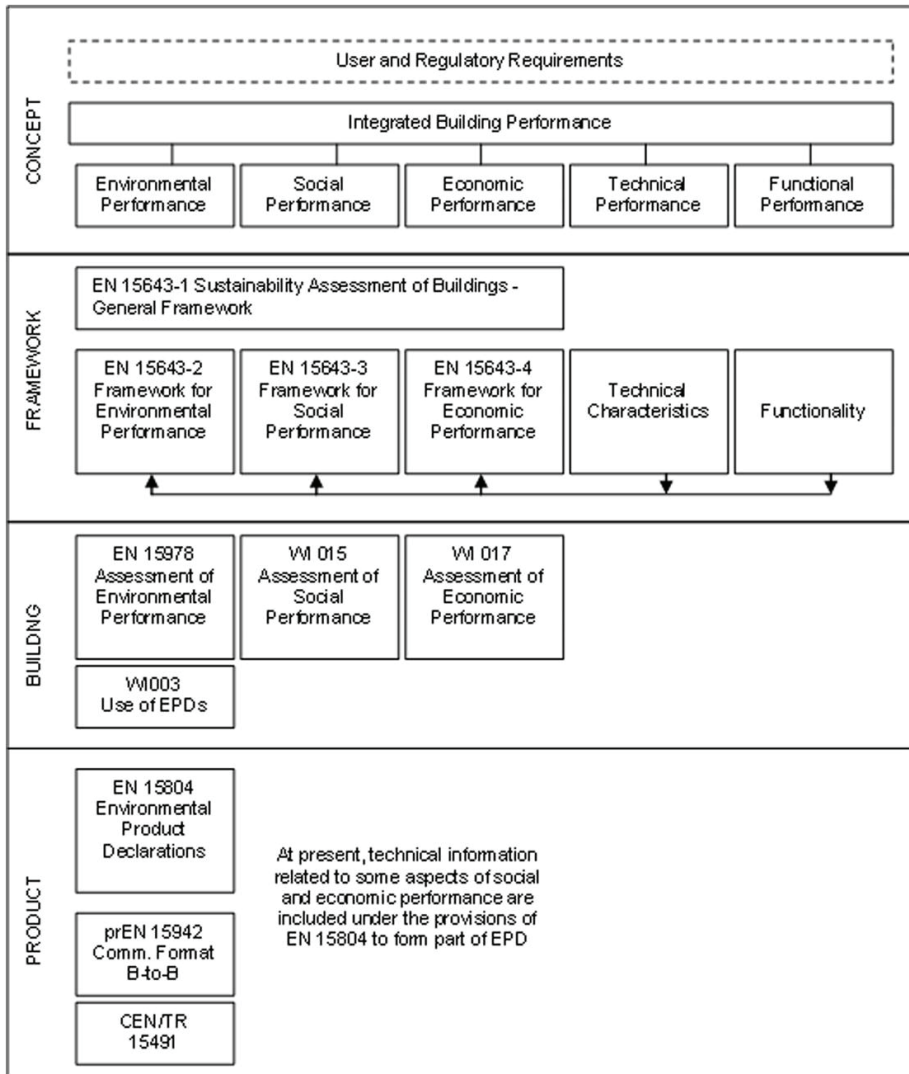 CONCEPT
User and Regulatory Requirements
Integrated Building Performance
Environmental
Performance
Social
Performance
Economic
Performance
Technical
Performance
Functional
Performance
FRAMEWORK
EN 15643-1 Sustainability Assessment of Buildings -
General Framework
EN 15643-2
Framework for
Environmental
Performance
EN 15643-3
Framework for
Social
Performance
EN 15643-4
Framework for
Economic
Performance
Technical
Characteristics
Functionality
BUILDNG
EN 15978
Assessment of
Environmental
Performance
WI 015
Assessment of
Social
Performance
WI 017
Assessment of
Economic
Performance
WI003
Use of EPDs
PRODUCT
EN 15804
Environmental
Product
Declarations
prEN 15942
Comm. Format
B-to-B
CEN/TR
15491
At present, technical information
related to some aspects of social
and economic performance are
included under the provisions of
EN 15804 to form part of EPD